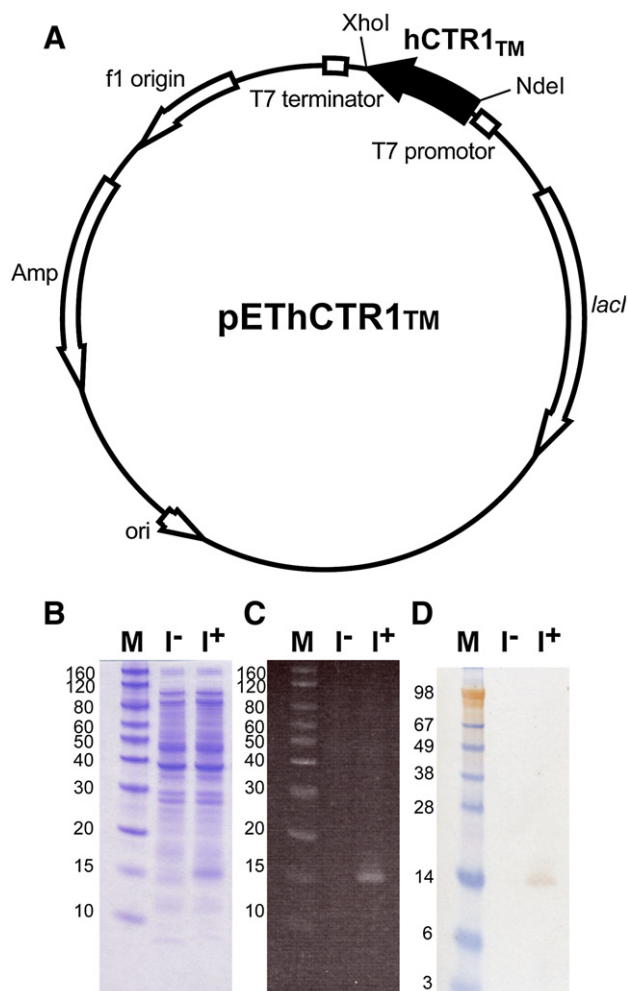 A
XhoI
hCTR1TM
NdeI
f1 origin
T7 terminator
T7 promotor
Amp
lacI
pEThCTR1TM
ori
B M I- I+
C M I- I+
D M I- I+
160
120
80
60
50
40
30
20
15
10
160
120
80
60
50
40
30
20
15
10
98
67
49
38
28
14
6
3